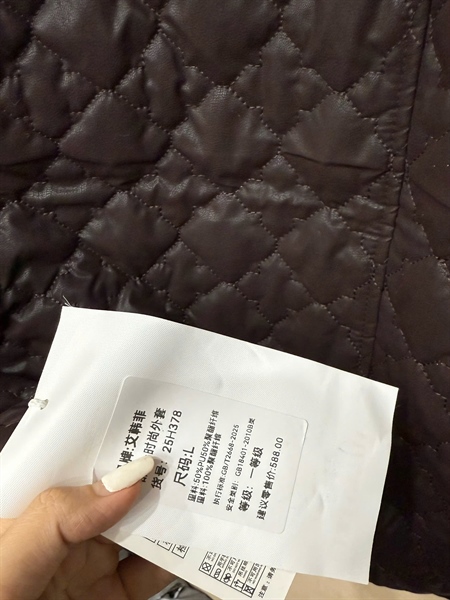 牌:艾韩菲
时尚外套
货号:25H378
尺码:L
面料:50%PU50%聚酯纤维
里料:100%聚酯纤维
执行标准:GB/T2668-2025
安全类别: GB18401-2010B类
等级: 一等级
建议零售价:588.00